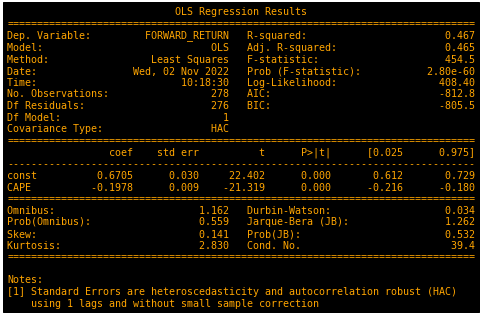 OLS Regression Results
==============================================================================
Dep. Variable:         FORWARD_RETURN   R-squared:                       0.467
Model:                            OLS   Adj. R-squared:                  0.465
Method:                 Least Squares   F-statistic:                     454.5
Date:                Wed, 02 Nov 2022   Prob (F-statistic):           2.80e-60
Time:                        10:18:30   Log-Likelihood:                 408.40
No. Observations:                 278   AIC:                            -812.8
Df Residuals:                     276   BIC:                            -805.5
Df Model:                           1
Covariance Type:                  HAC
==============================================================================
                 coef    std err          t      P>|t|      [0.025      0.975]
------------------------------------------------------------------------------
const          0.6705      0.030     22.402      0.000       0.612       0.729
CAPE          -0.1978      0.009    -21.319      0.000      -0.216      -0.180
==============================================================================
Omnibus:                        1.162   Durbin-Watson:                   0.034
Prob(Omnibus):                  0.559   Jarque-Bera (JB):                1.262
Skew:                           0.141   Prob(JB):                        0.532
Kurtosis:                       2.830   Cond. No.                         39.4
==============================================================================
Notes:
[1] Standard Errors are heteroscedasticity and autocorrelation robust (HAC)
using 1 lags and without small sample correction